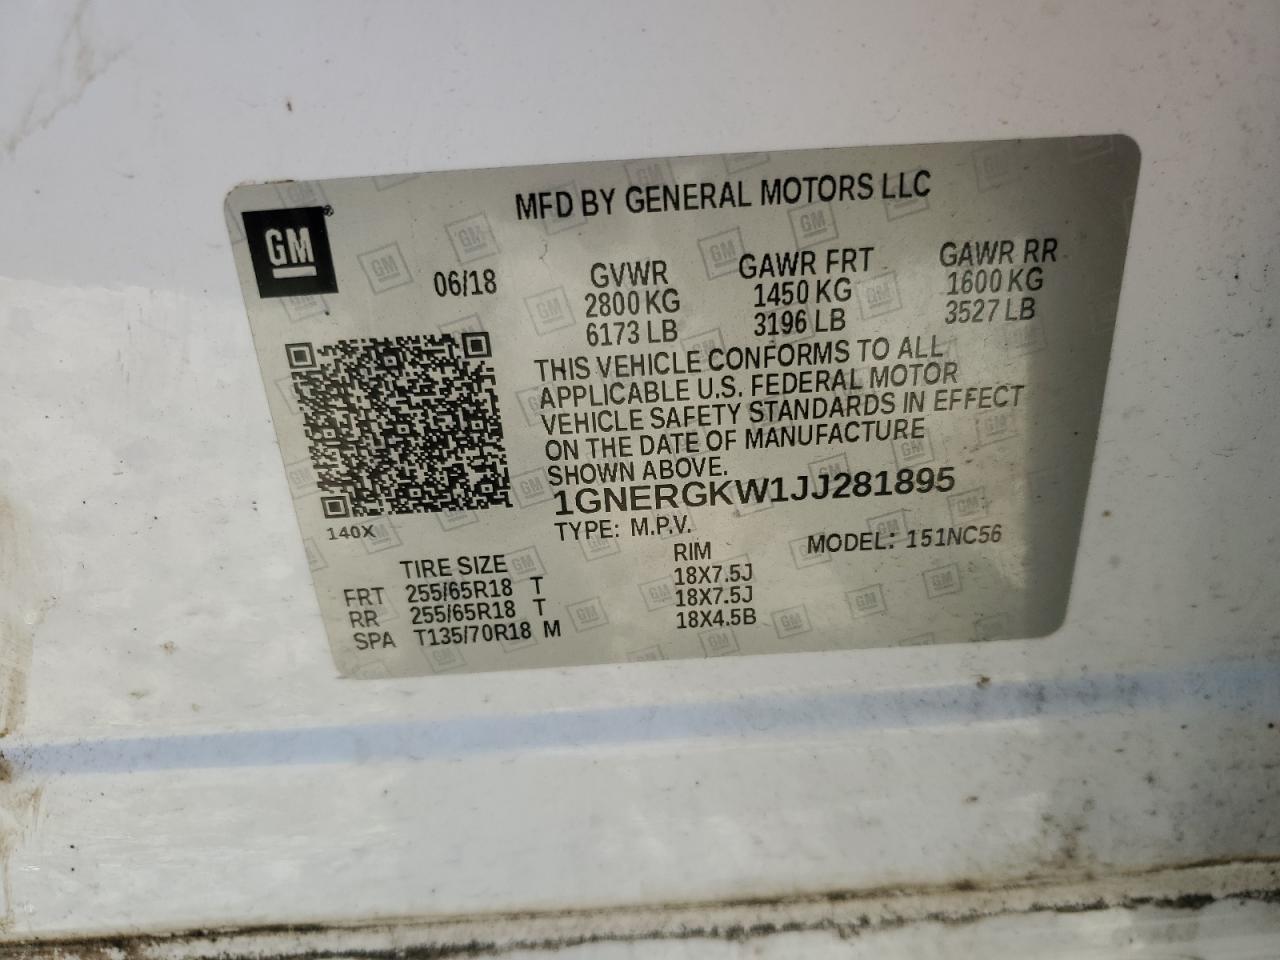 MFD BY GENERAL MOTORS LLC
GM®
06/18
GVWR GAWR FRT GAWR RR
2800 KG 1450 KG 1600 KG
6173 LB 3196 LB 3527 LB
THIS VEHICLE CONFORMS TO ALL
APPLICABLE U.S. FEDERAL MOTOR
VEHICLE SAFETY STANDARDS IN EFFECT
ON THE DATE OF MANUFACTURE
SHOWN ABOVE.
1GNERGKW1JJ281895
140X
TYPE: M.P.V. MODEL: 151NC56
TIRE SIZE RIM
FRT 255/65R18 T 18X7.5J
RR 255/65R18 T 18X7.5J
SPA T135/70R18 M 18X4.5B